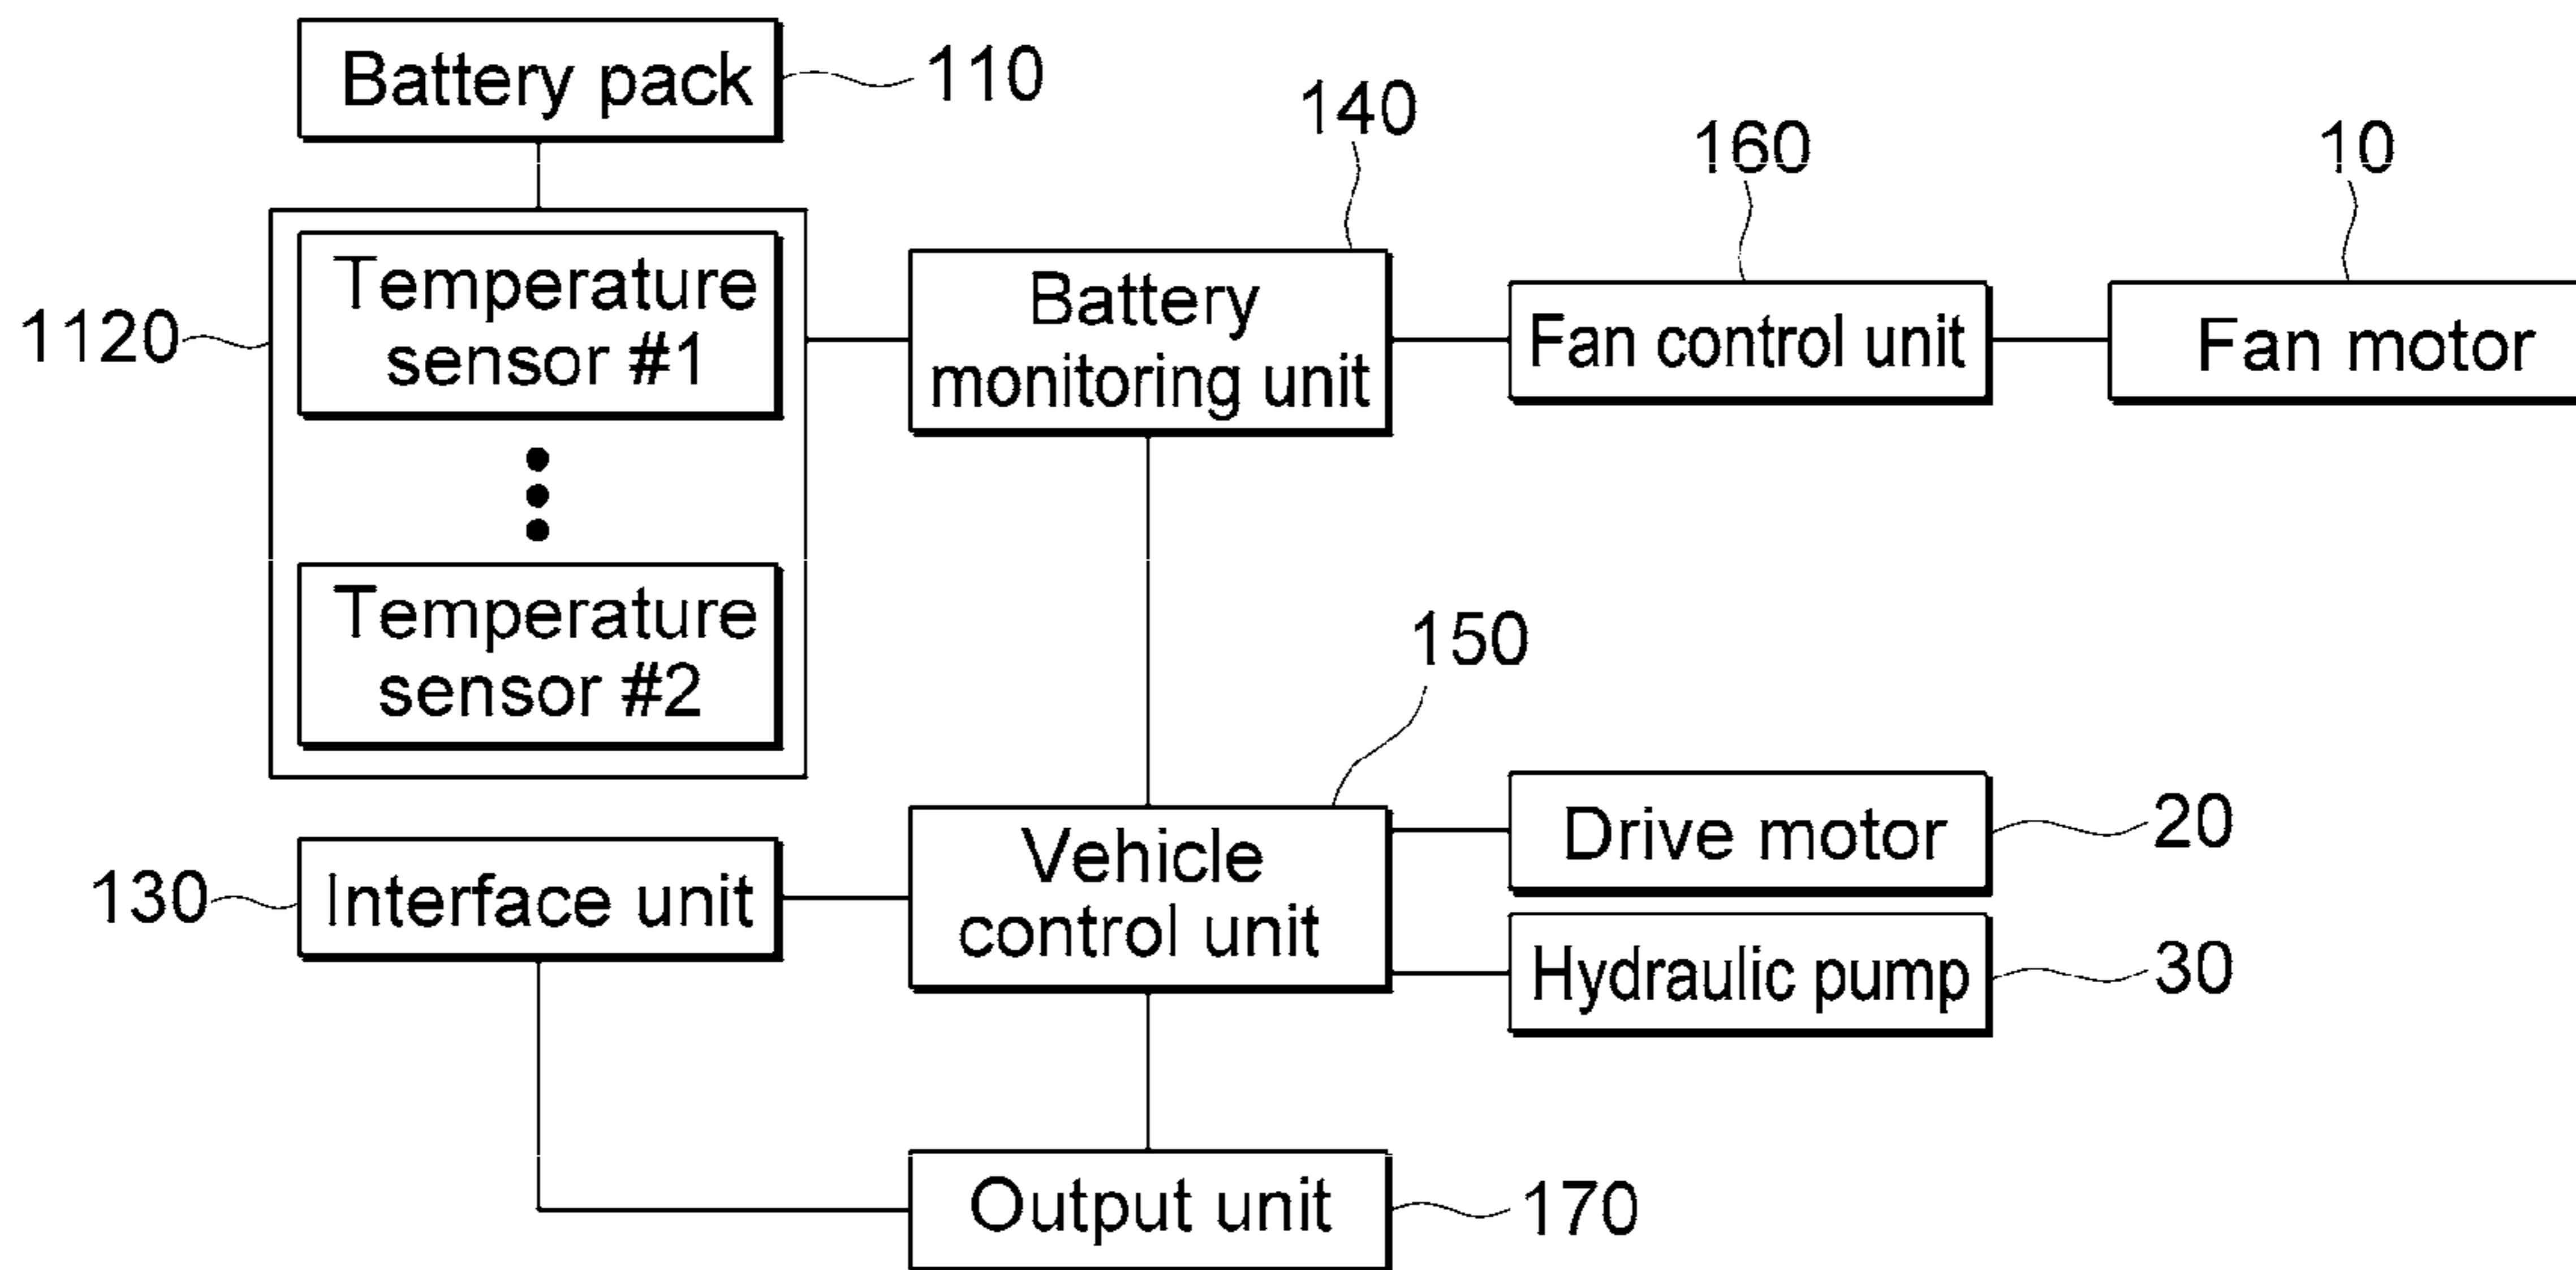 Battery pack
110
140
160
10
1120
Temperature
sensor #1
Battery
monitoring unit
Fan control unit
Fan motor
Temperature
sensor #2
150
130
Interface unit
Vehicle
control unit
Drive motor
20
Hydraulic pump
30
Output unit
170